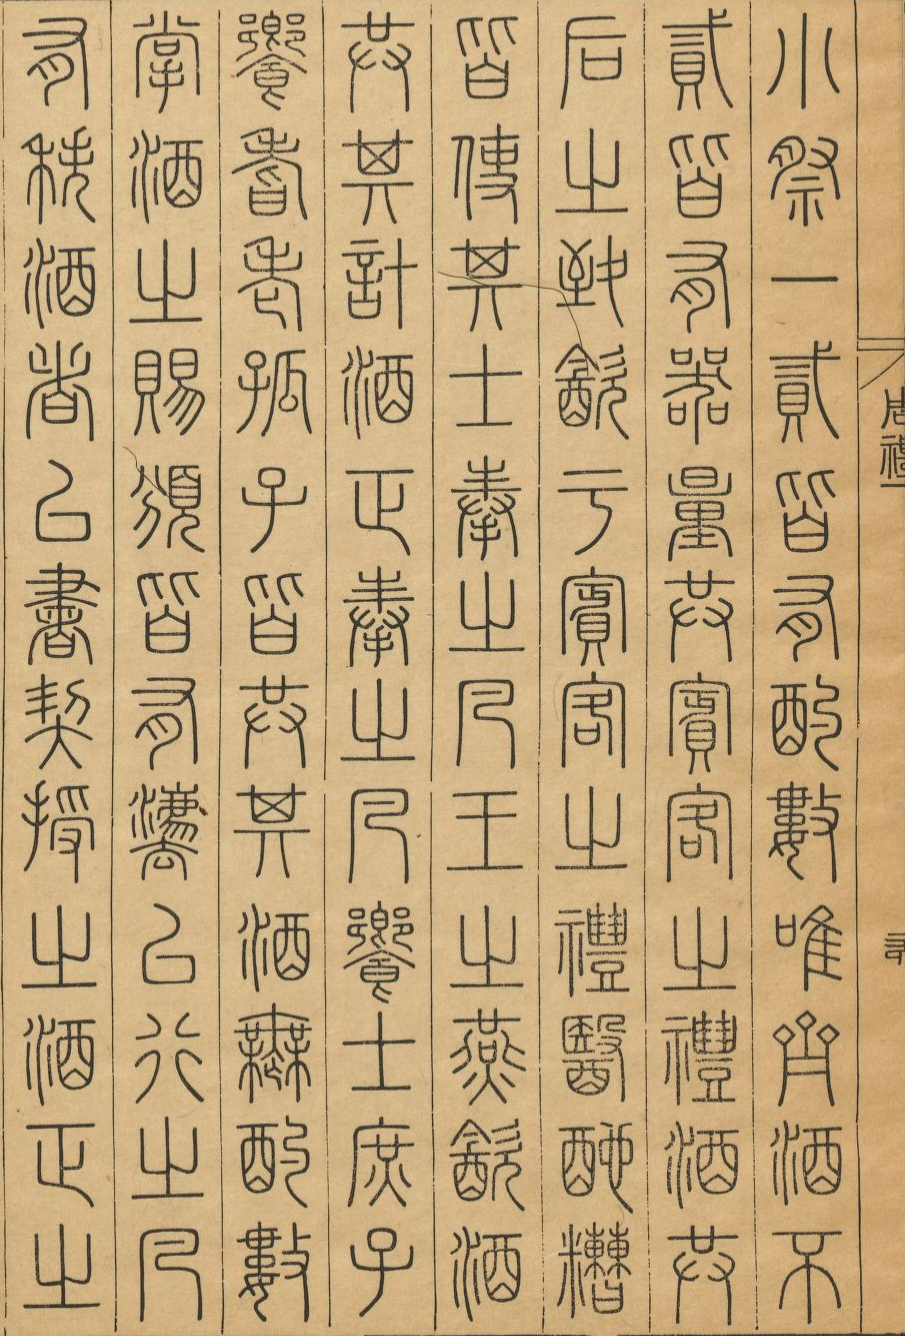 周禮一
小祭一貳皆有酌數唯齊酒不
貳皆有器量共賓客之禮酒共
后之致飲于賓客之禮醫酏糟
皆使其士奉之凡王之燕飲酒
共其計酒正奉之凡饗士庶子
饗耆老孤子皆共其酒無酌數
掌酒之賜頒皆有灋以行之凡
有秩酒者以書契授之酒正之